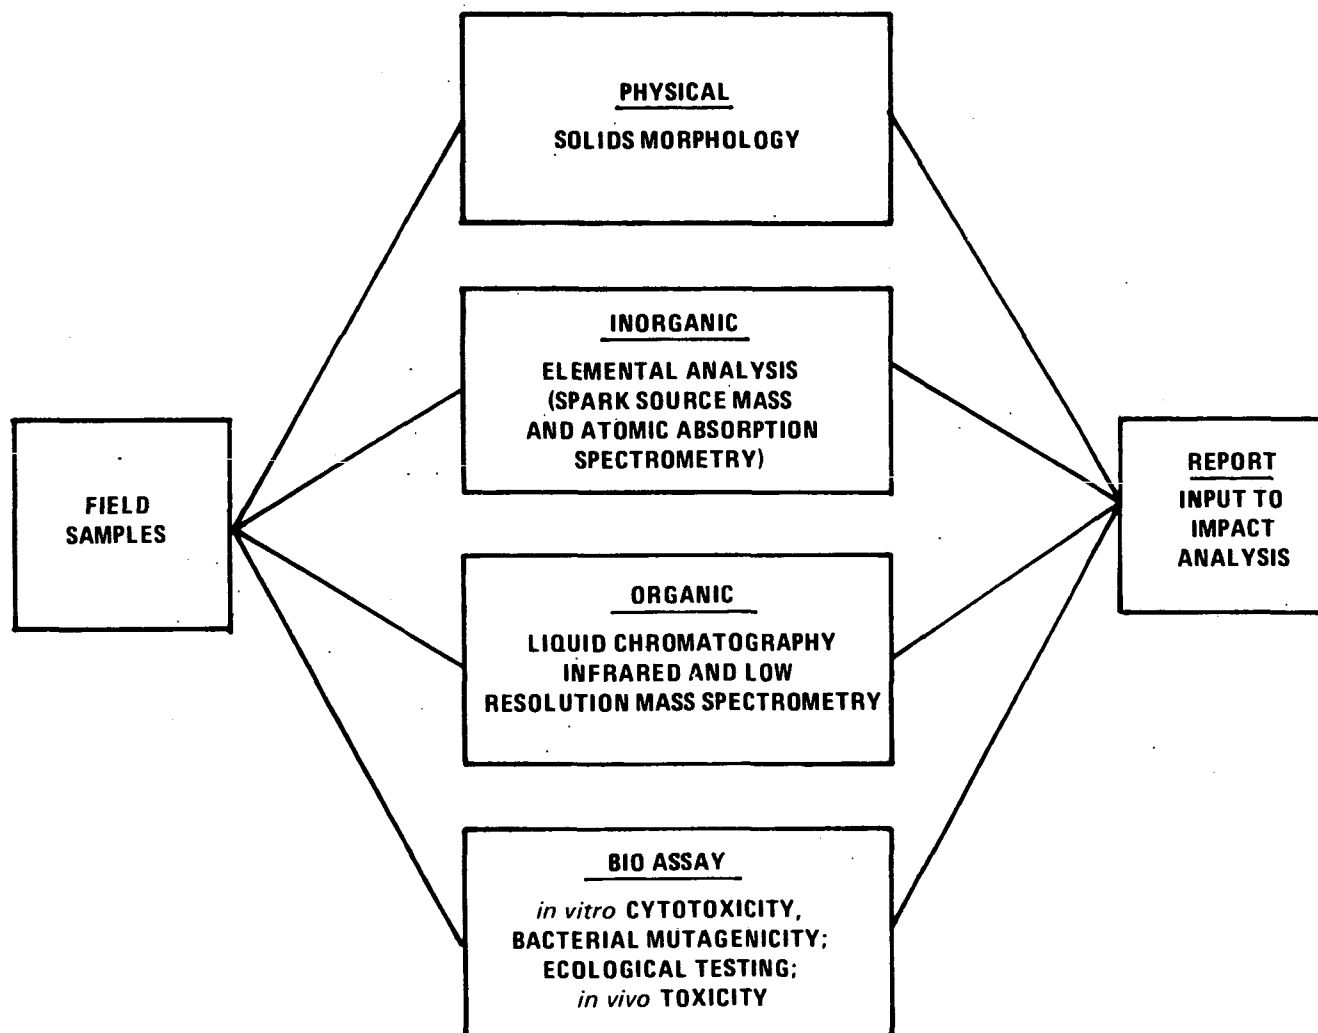 PHYSICAL
SOLIDS MORPHOLOGY
INORGANIC
ELEMENTAL ANALYSIS
(SPARK SOURCE MASS
AND ATOMIC ABSORPTION
SPECTROMETRY)
FIELD
SAMPLES
REPORT
INPUT TO
IMPACT
ANALYSIS
ORGANIC
LIQUID CHROMATOGRAPHY
INFRARED AND LOW
RESOLUTION MASS SPECTROMETRY
BIO ASSAY
in vitro CYTOTOXICITY,
BACTERIAL MUTAGENICITY;
ECOLOGICAL TESTING;
in vivo TOXICITY